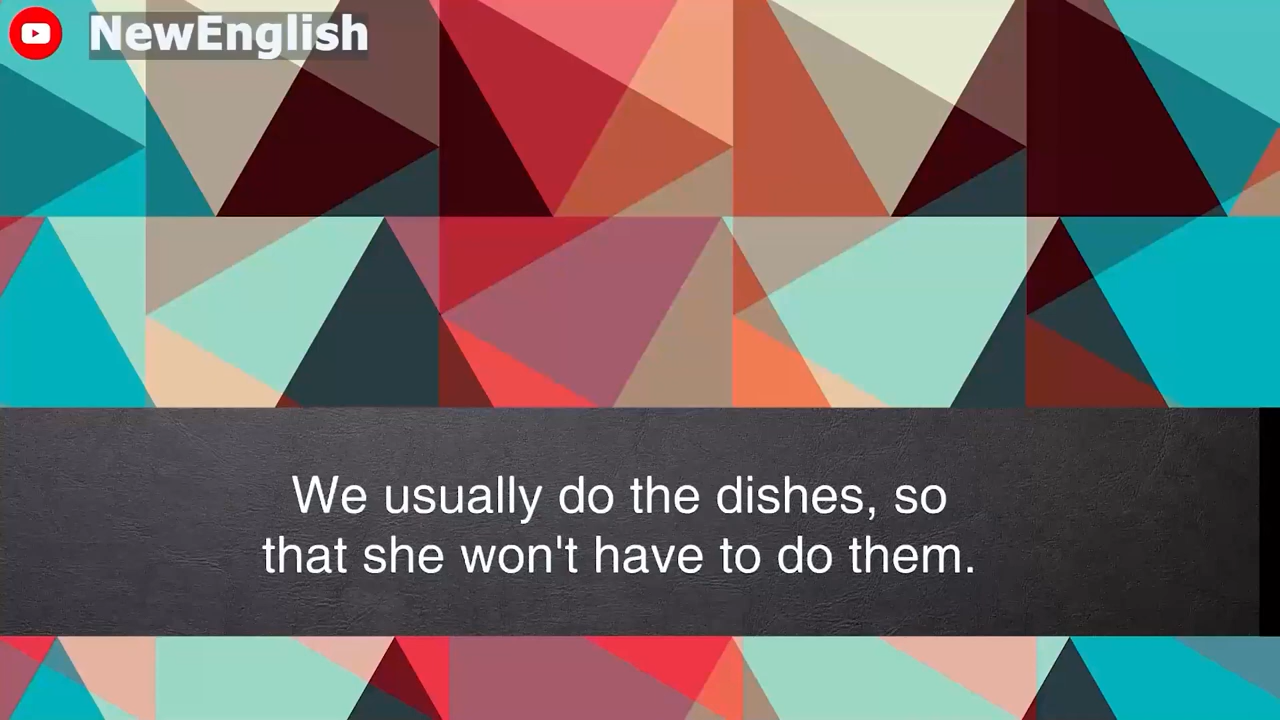 NewEnglish
We usually do the dishes, so
that she won't have to do them.